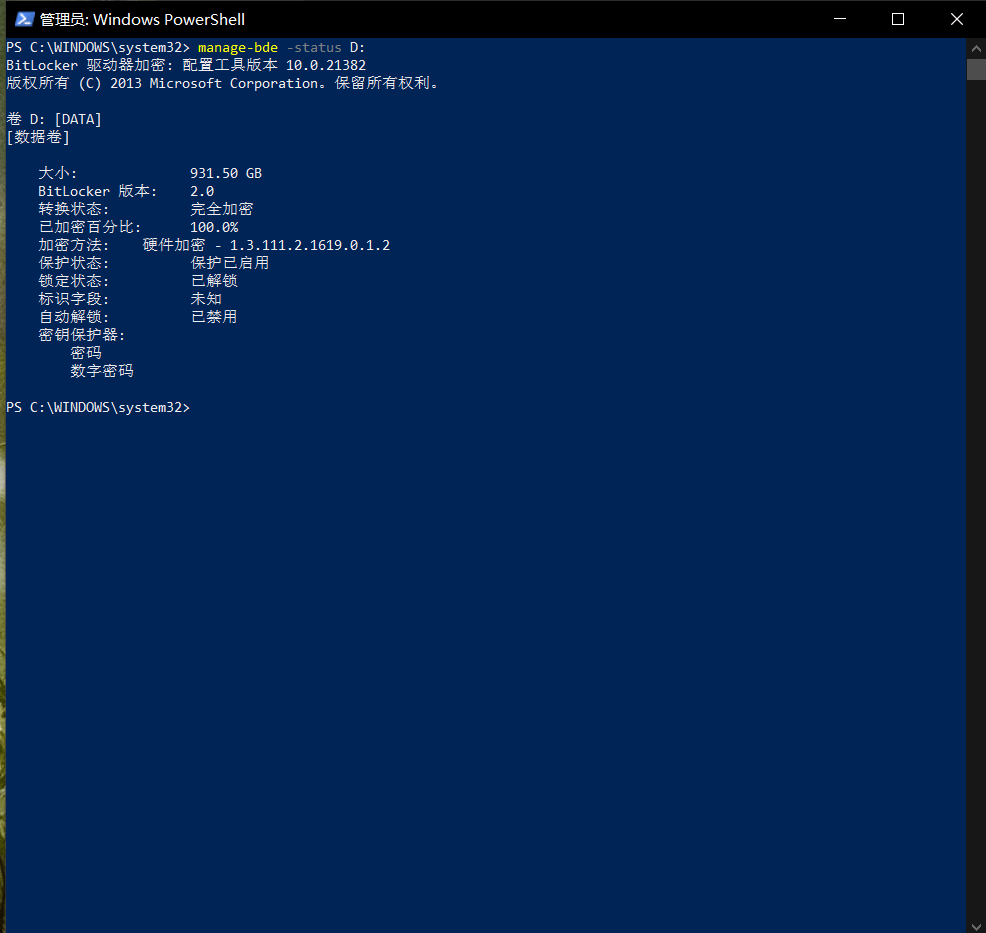 管理员: Windows PowerShell
PS C:\WINDOWS\system32> manage-bde -status D:
BitLocker 驱动器加密: 配置工具版本 10.0.21382
版权所有 (C) 2013 Microsoft Corporation。保留所有权利。
卷 D: [DATA]
[数据卷]
大小: 931.50 GB
BitLocker 版本: 2.0
转换状态: 完全加密
已加密百分比: 100.0%
加密方法: 硬件加密 - 1.3.111.2.1619.0.1.2
保护状态: 保护已启用
锁定状态: 已解锁
标识字段: 未知
自动解锁: 已禁用
密钥保护器:
密码
数字密码
PS C:\WINDOWS\system32>